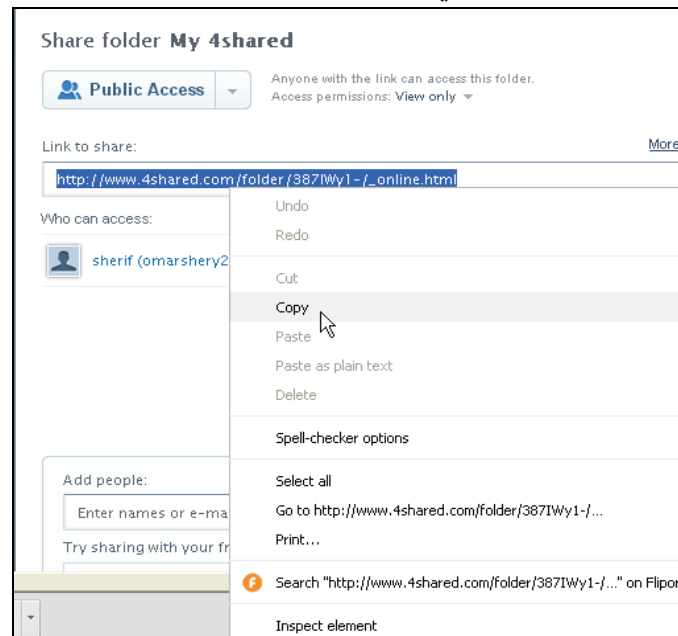 Share folder My 4shared
Public Access
Anyone with the link can access this folder.
Access permissions: View only
Link to share:
More
http://www.4shared.com/folder/387IWy1-/_online.html
Who can access:
sherif (omarshery2
Undo
Redo
Cut
Copy
Paste
Paste as plain text
Delete
Spell-checker options
Select all
Go to http://www.4shared.com/folder/387IWy1-/...
Print...
Search "http://www.4shared.com/folder/387IWy1-/..." on Flipor
Inspect element
Add people:
Enter names or e-ma
Try sharing with your fr